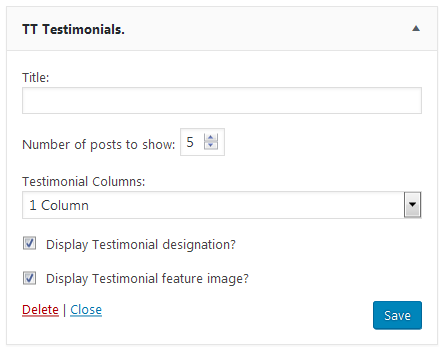 TT Testimonials.
Title:
Number of posts to show: 5
Testimonial Columns:
1 Column
Display Testimonial designation?
Display Testimonial feature image?
Delete | Close Save